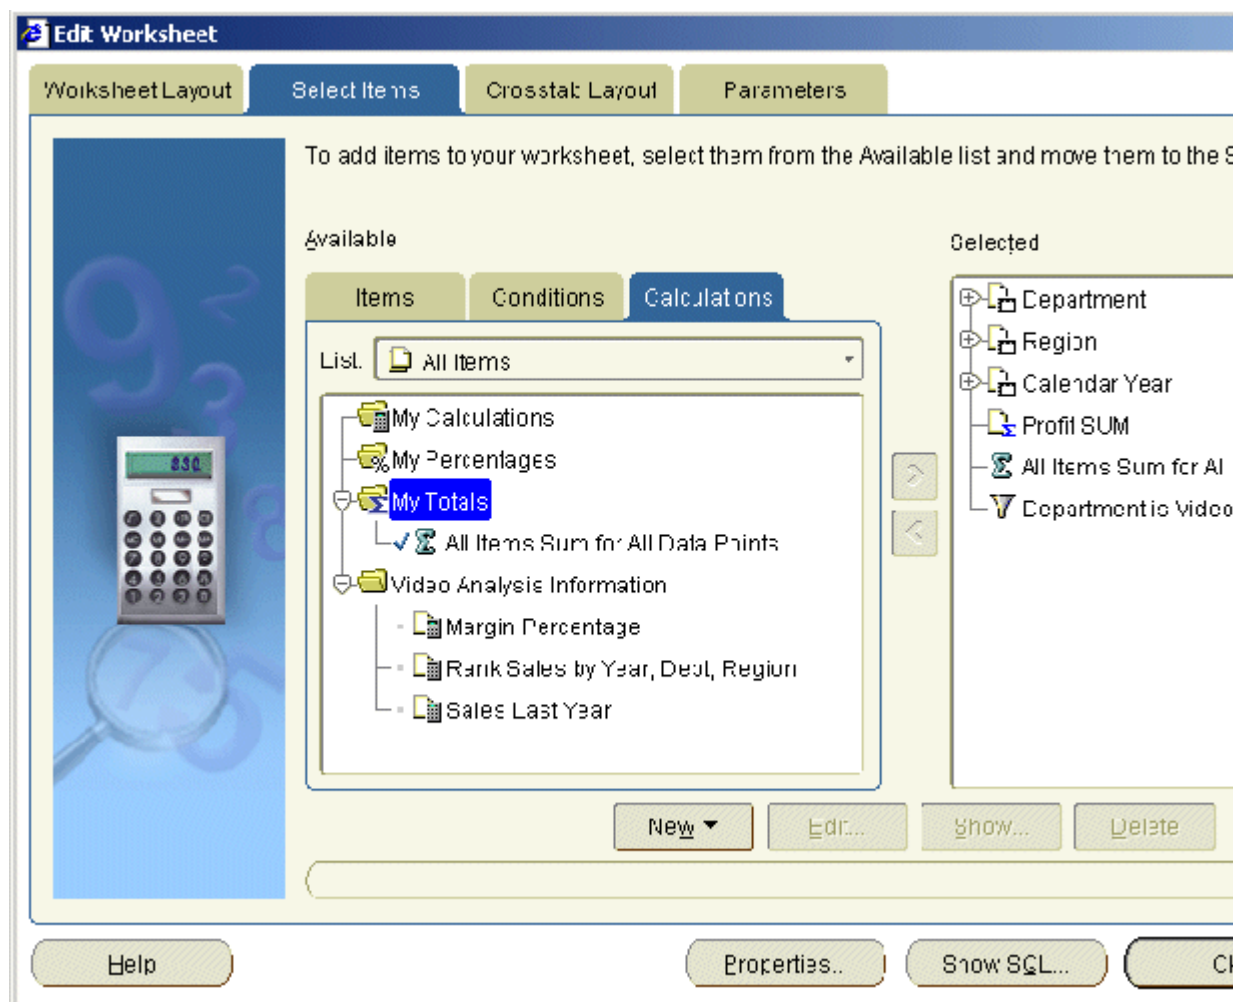 Edit Worksheet
Worksheet Layout
Select Items
Crosstab Layout
Parameters
To add items to your worksheet, select them from the Available list and move them to the S
Available
Selected
Items
Conditions
Calculations
List:
All Items
My Calculations
My Percentages
My Totals
All Items Sum for All Data Points
Video Analysis Information
Margin Percentage
Rank Sales by Year, Dept, Region
Sales Last Year
Department
Region
Calendar Year
Profit SUM
All Items Sum for Al
Department is Video
New
Edit...
Show...
Delete
Help
Properties..
Show SQL...